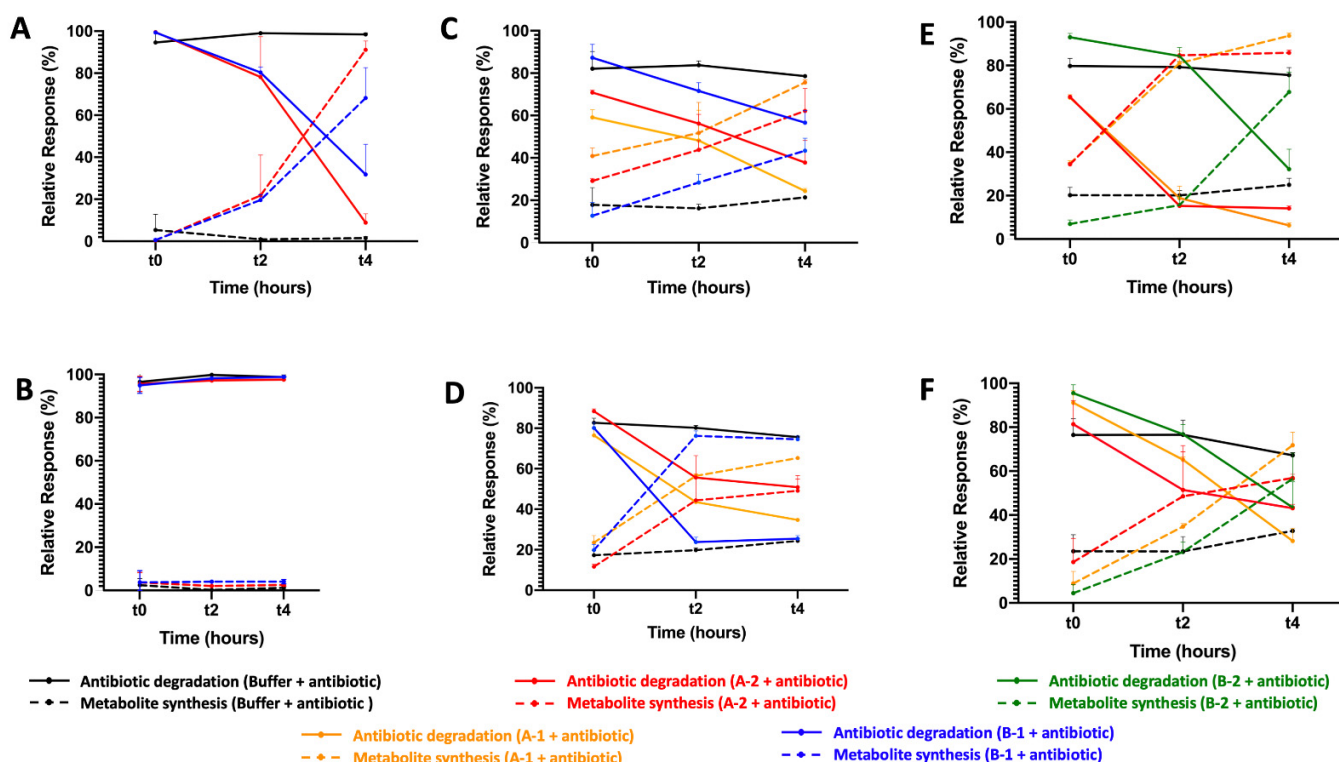 A
Relative Response (%)
100
80
60
40
20
0
t0 t2 t4
Time (hours)
C
Relative Response (%)
100
80
60
40
20
0
t0 t2 t4
Time (hours)
E
Relative Response (%)
100
80
60
40
20
0
t0 t2 t4
Time (hours)
B
Relative Response (%)
100
80
60
40
20
0
t0 t2 t4
Time (hours)
D
Relative Response (%)
100
80
60
40
20
0
t0 t2 t4
Time (hours)
F
Relative Response (%)
100
80
60
40
20
0
t0 t2 t4
Time (hours)
Antibiotic degradation (Buffer + antibiotic)
Metabolite synthesis (Buffer + antibiotic )
Antibiotic degradation (A-2 + antibiotic)
Metabolite synthesis (A-2 + antibiotic)
Antibiotic degradation (B-2 + antibiotic)
Metabolite synthesis (B-2 + antibiotic)
Antibiotic degradation (A-1 + antibiotic)
Metabolite synthesis (A-1 + antibiotic)
Antibiotic degradation (B-1 + antibiotic)
Metabolite synthesis (B-1 + antibiotic)